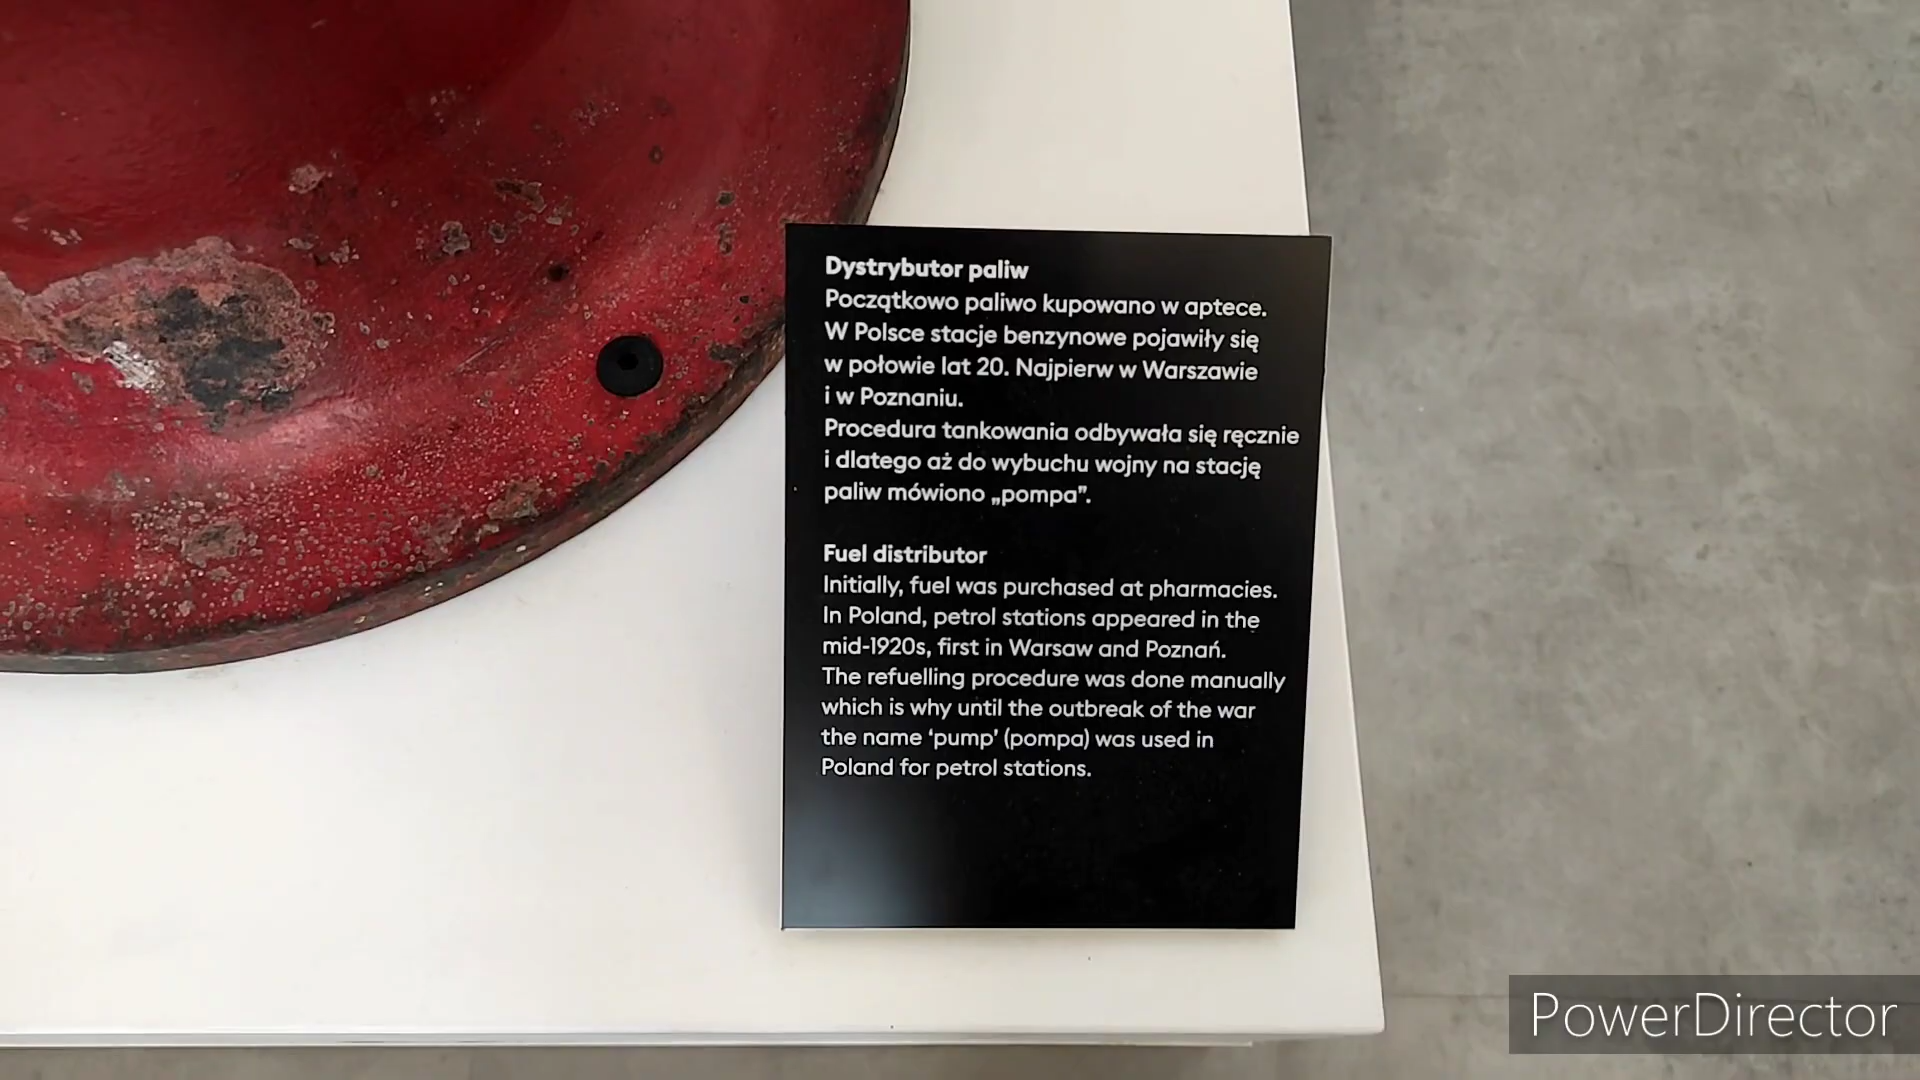 Dystrybutor paliw
Początkowo paliwo kupowano w aptece.
W Polsce stacje benzynowe pojawiły się
w połowie lat 20. Najpierw w Warszawie
i w Poznaniu.
Procedura tankowania odbywała się ręcznie
i dlatego aż do wybuchu wojny na stację
paliw mówiono „pompa”.
Fuel distributor
Initially, fuel was purchased at pharmacies.
In Poland, petrol stations appeared in the
mid-1920s, first in Warsaw and Poznań.
The refuelling procedure was done manually
which is why until the outbreak of the war
the name ‘pump’ (pompa) was used in
Poland for petrol stations.
PowerDirector